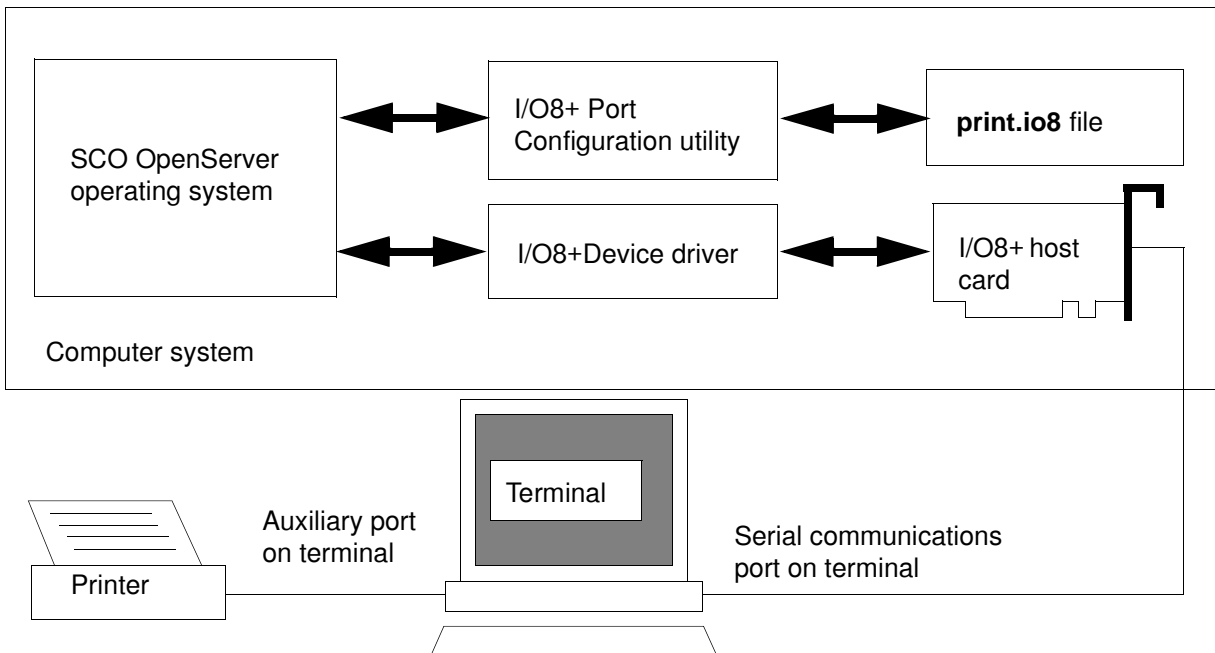 SCO OpenServer
operating system
I/O8+ Port
Configuration utility
print.io8 file
I/O8+Device driver
I/O8+ host
card
Computer system
Terminal
Auxiliary port
on terminal
Serial communications
port on terminal
Printer